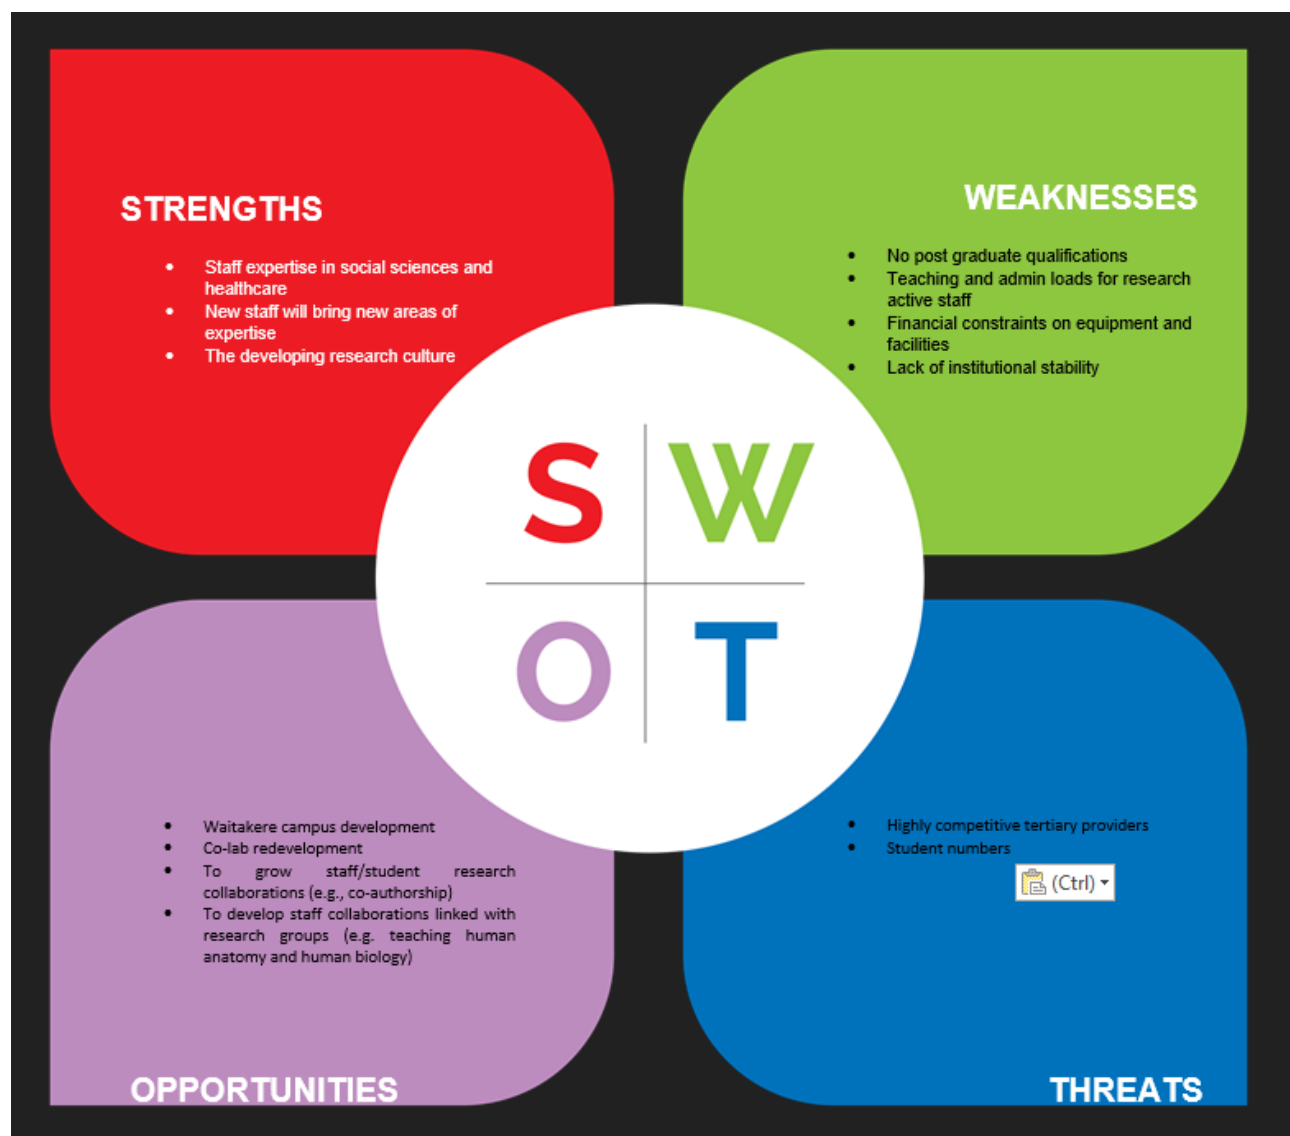 STRENGTHS
• Staff expertise in social sciences and
healthcare
• New staff will bring new areas of
expertise
• The developing research culture
WEAKNESSES
• No post graduate qualifications
• Teaching and admin loads for research
active staff
• Financial constraints on equipment and
facilities
• Lack of institutional stability
S W
O T
• Waitakere campus development
• Co-lab redevelopment
• To grow staff/student research
collaborations (e.g., co-authorship)
• To develop staff collaborations linked with
research groups (e.g. teaching human
anatomy and human biology)
OPPORTUNITIES
• Highly competitive tertiary providers
• Student numbers
(Ctrl)
THREATS